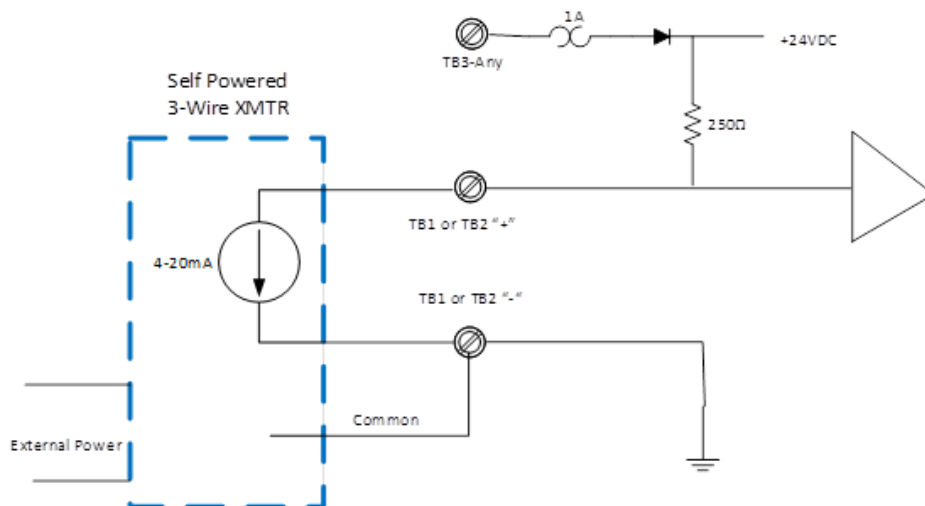 1A
+24VDC
TB3-Any
Self Powered
3-Wire XMTR
250Ω
TB1 or TB2 “+”
4-20mA
TB1 or TB2 “-”
Common
External Power